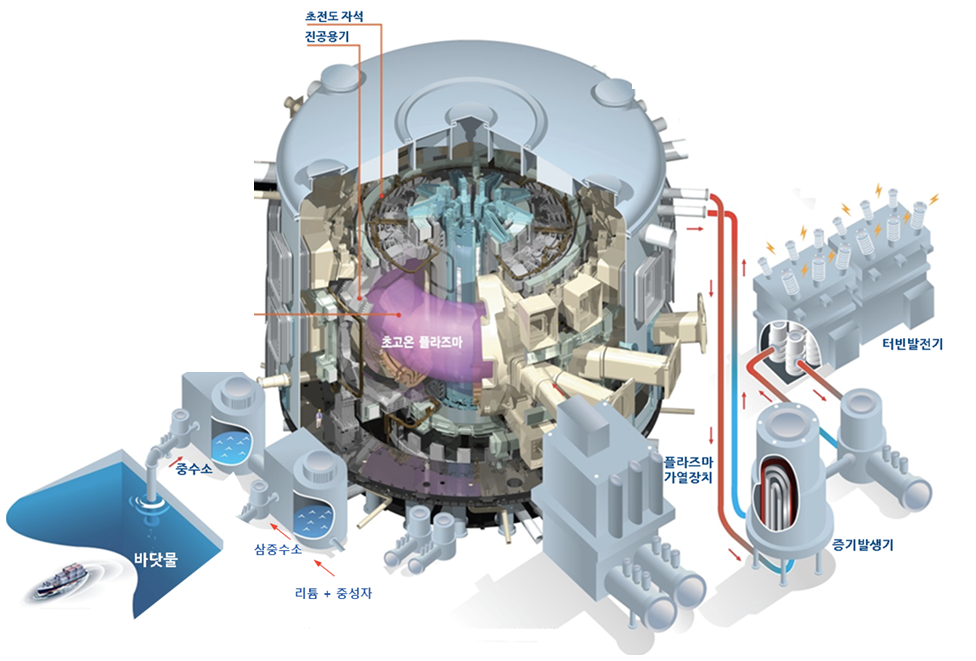 초전도 자석
진공용기
초고온 플라즈마
터빈발전기
중수소
플라즈마
가열장치
삼중수소
바닷물
증기발생기
리튬 + 중성자